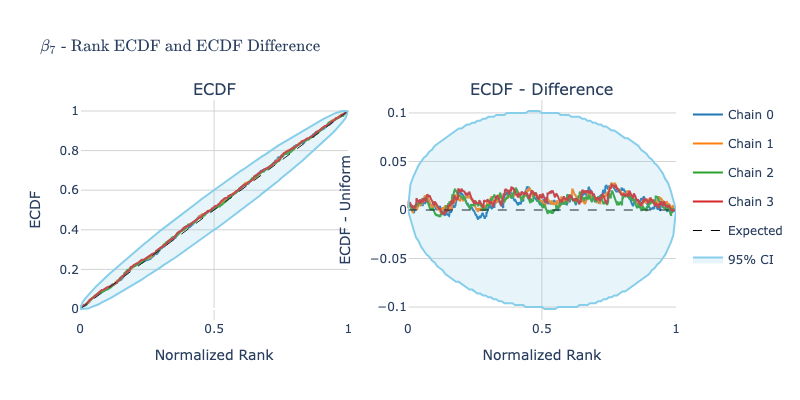 β₇ - Rank ECDF and ECDF Difference
ECDF
ECDF
1
0.8
0.6
0.4
0.2
0
0
0.5
1
Normalized Rank
ECDF - Difference
ECDF - Uniform
0.1
0.05
0
−0.05
−0.1
0
0.5
1
Normalized Rank
Chain 0
Chain 1
Chain 2
Chain 3
Expected
95% CI